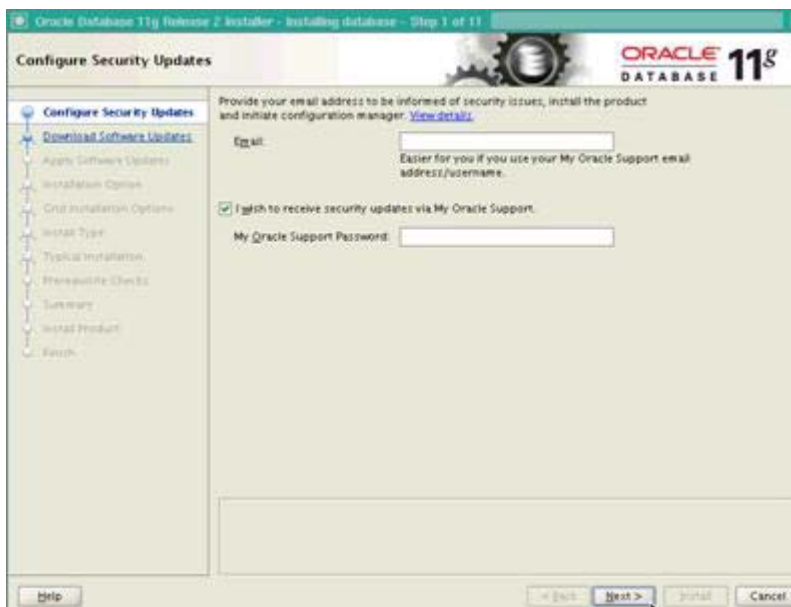 Oracle Database 11g Release 2 Installer - Installing database - Step 1 of 11
Configure Security Updates
ORACLE
DATABASE
11g
Configure Security Updates
Download Software Updates
Apply Software Updates
Installation Option
Grid Installation Options
Install Type
Typical Installation
Prerequisite Checks
Summary
Install Product
Finish
Provide your email address to be informed of security issues, install the product
and initiate configuration manager. View details.
Email:
Easier for you if you use your My Oracle Support email
address/username.
I wish to receive security updates via My Oracle Support.
My Oracle Support Password:
Help
< Back
Next >
Install
Cancel